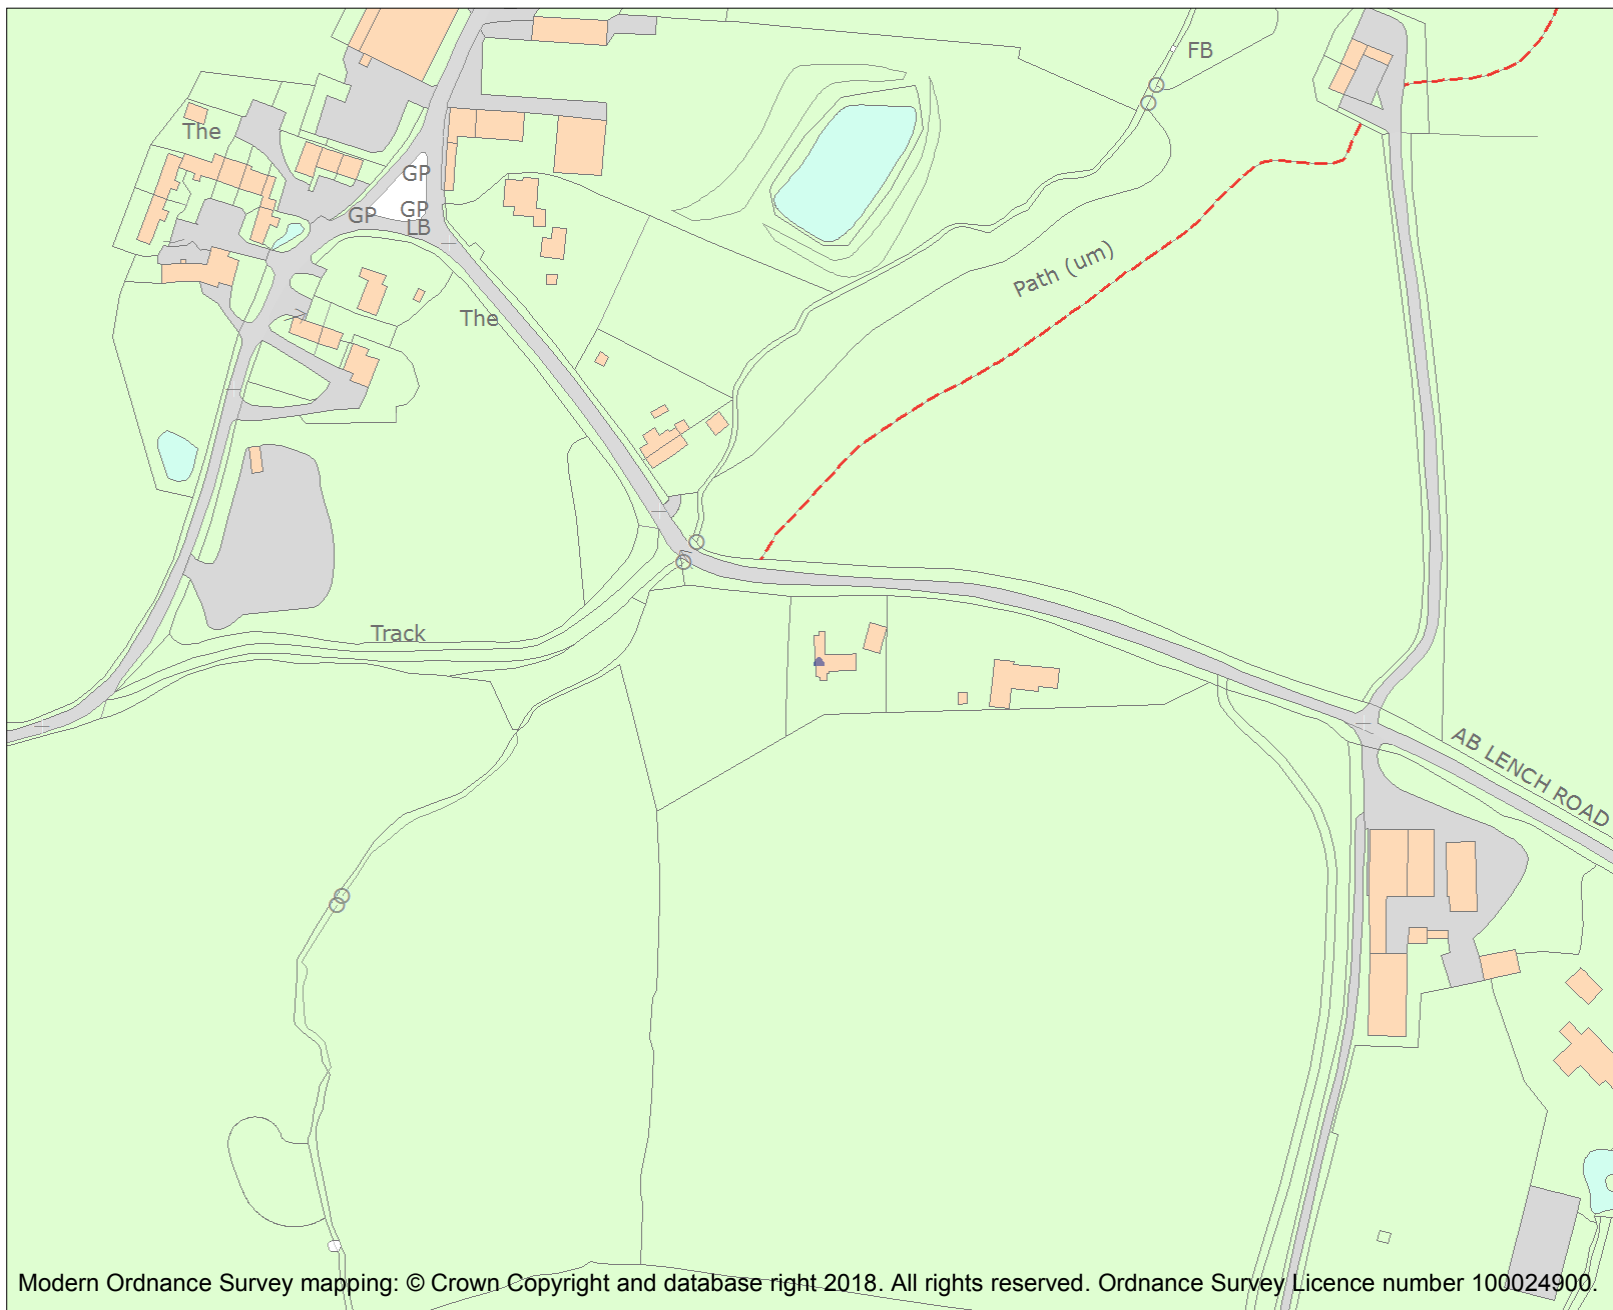 FB
The
GP
GP
GP
LB
Path (um)
The
Track
AB LENCH ROAD
Modern Ordnance Survey mapping: © Crown Copyright and database right 2018. All rights reserved. Ordnance Survey Licence number 100024900.